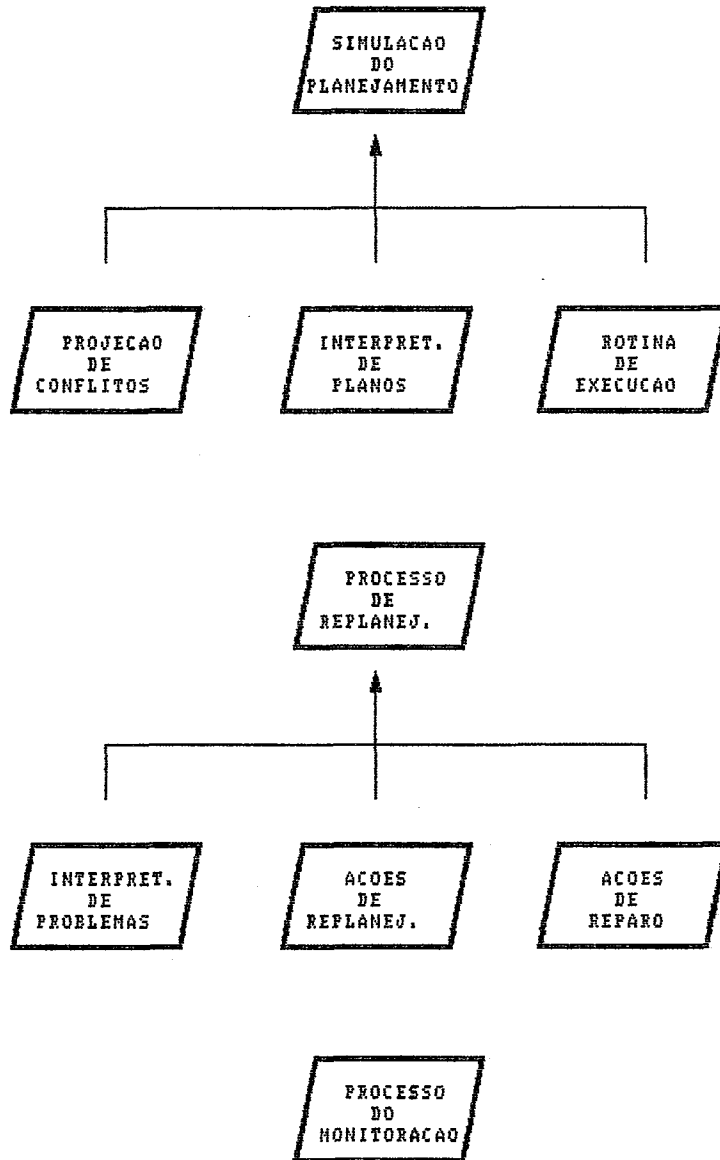 SIMULACAO
DO
PLANEJAMENTO
PROJECAO
DE
CONFLITOS
INTERPRET.
DE
PLANOS
ROTINA
DE
EXECUCAO
PROCESSO
DE
REPLANEJ.
INTERPRET.
DE
PROBLEMAS
ACOES
DE
REPLANEJ.
ACOES
DE
REPARO
PROCESSO
DO
MONITORACAO